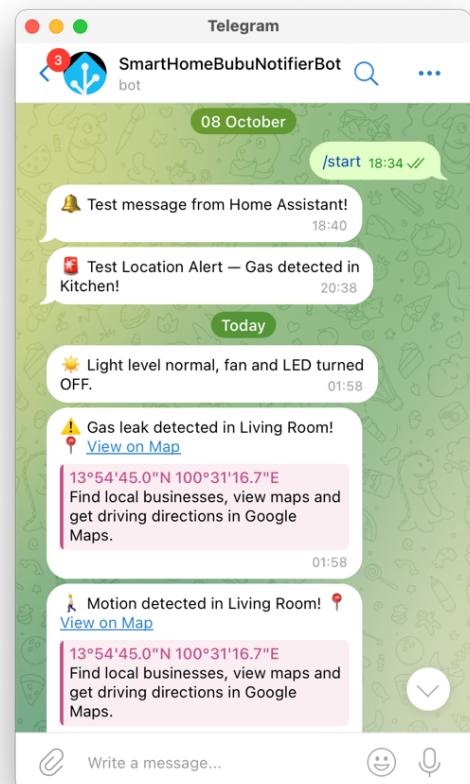 Telegram
3
SmartHomeBubuNotifierBot
bot
08 October
/start 18:34
🔔 Test message from Home Assistant!
18:40
🚨 Test Location Alert — Gas detected in
Kitchen!
20:38
Today
☀️ Light level normal, fan and LED turned
OFF.
01:58
⚠️ Gas leak detected in Living Room!
📍 View on Map
13°54'45.0"N 100°31'16.7"E
Find local businesses, view maps and
get driving directions in Google
Maps.
01:58
🚶 Motion detected in Living Room! 📍
View on Map
13°54'45.0"N 100°31'16.7"E
Find local businesses, view maps and
get driving directions in Google
Maps.
Write a message...